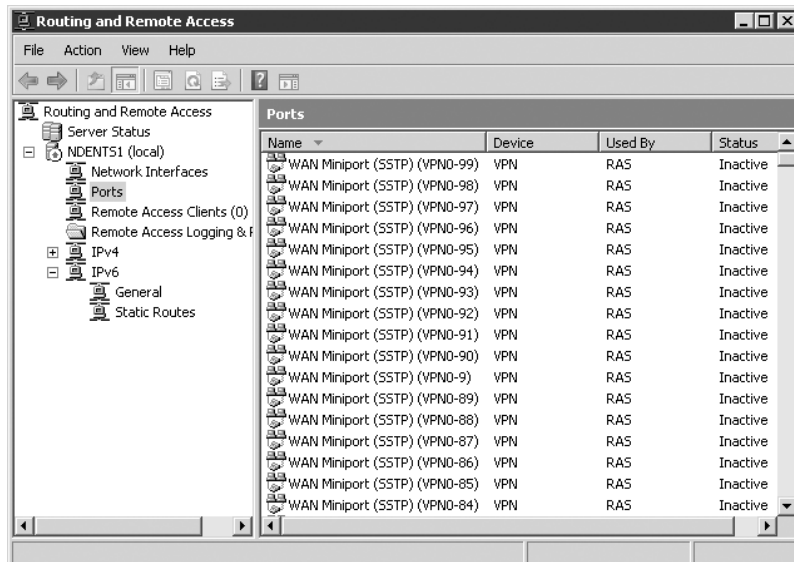 Routing and Remote Access
File Action View Help
Routing and Remote Access
Server Status
NDENTS1 (local)
Network Interfaces
Ports
Remote Access Clients (0)
Remote Access Logging &
IPv4
IPv6
General
Static Routes
Ports
Name Device Used By Status
WAN Miniport (SSTP) (VPN0-99) VPN RAS Inactive
WAN Miniport (SSTP) (VPN0-98) VPN RAS Inactive
WAN Miniport (SSTP) (VPN0-97) VPN RAS Inactive
WAN Miniport (SSTP) (VPN0-96) VPN RAS Inactive
WAN Miniport (SSTP) (VPN0-95) VPN RAS Inactive
WAN Miniport (SSTP) (VPN0-94) VPN RAS Inactive
WAN Miniport (SSTP) (VPN0-93) VPN RAS Inactive
WAN Miniport (SSTP) (VPN0-92) VPN RAS Inactive
WAN Miniport (SSTP) (VPN0-91) VPN RAS Inactive
WAN Miniport (SSTP) (VPN0-90) VPN RAS Inactive
WAN Miniport (SSTP) (VPN0-9) VPN RAS Inactive
WAN Miniport (SSTP) (VPN0-89) VPN RAS Inactive
WAN Miniport (SSTP) (VPN0-88) VPN RAS Inactive
WAN Miniport (SSTP) (VPN0-87) VPN RAS Inactive
WAN Miniport (SSTP) (VPN0-86) VPN RAS Inactive
WAN Miniport (SSTP) (VPN0-85) VPN RAS Inactive
WAN Miniport (SSTP) (VPN0-84) VPN RAS Inactive